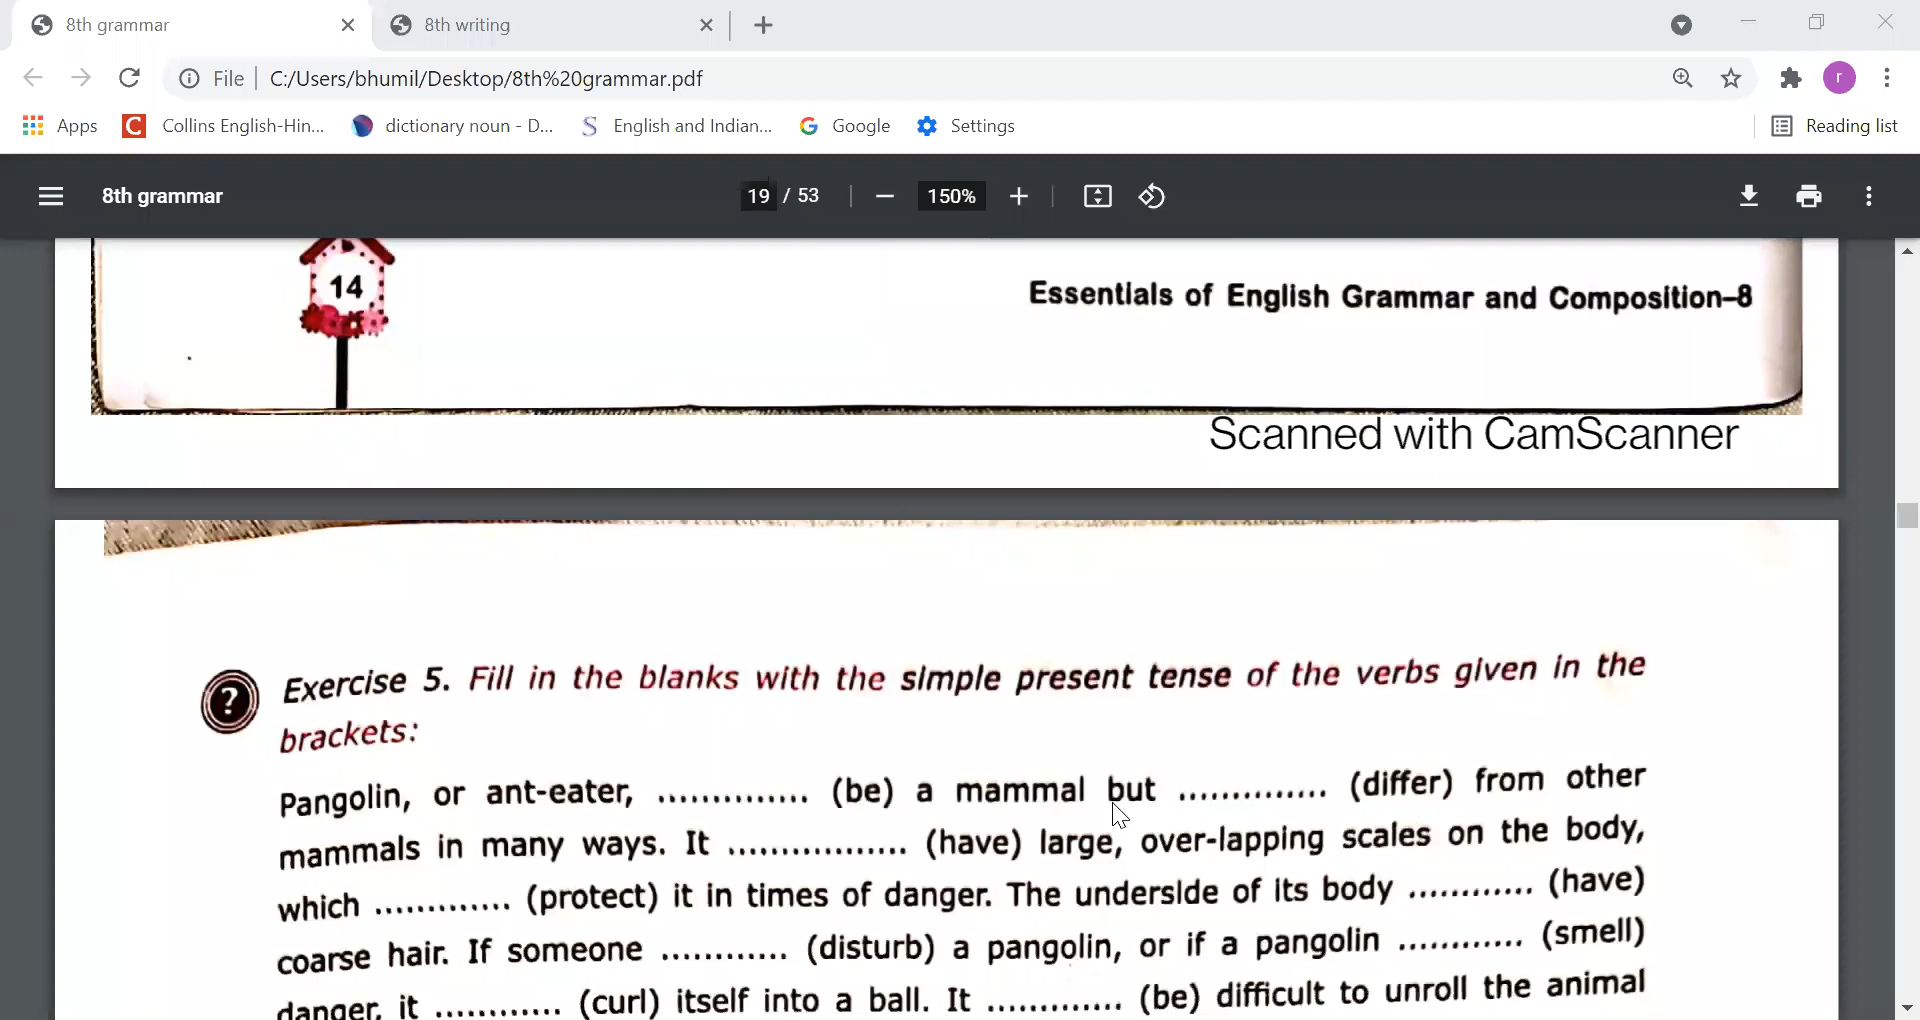 8th grammar
8th writing
File
C:/Users/bhumil/Desktop/8th%20grammar.pdf
r
Apps
Collins English-Hin...
dictionary noun - D...
English and Indian...
Google
Settings
Reading list
8th grammar
19 / 53
150%
14
Essentials of English Grammar and Composition–8
Scanned with CamScanner
? Exercise 5. Fill in the blanks with the simple present tense of the verbs given in the
brackets:
Pangolin, or ant-eater, .............. (be) a mammal but .............. (differ) from other
mammals in many ways. It ................. (have) large, over-lapping scales on the body,
which ............. (protect) it in times of danger. The underside of its body ............ (have)
coarse hair. If someone ............ (disturb) a pangolin, or if a pangolin ............ (smell)
danger, it ............ (curl) itself into a ball. It ............. (be) difficult to unroll the animal